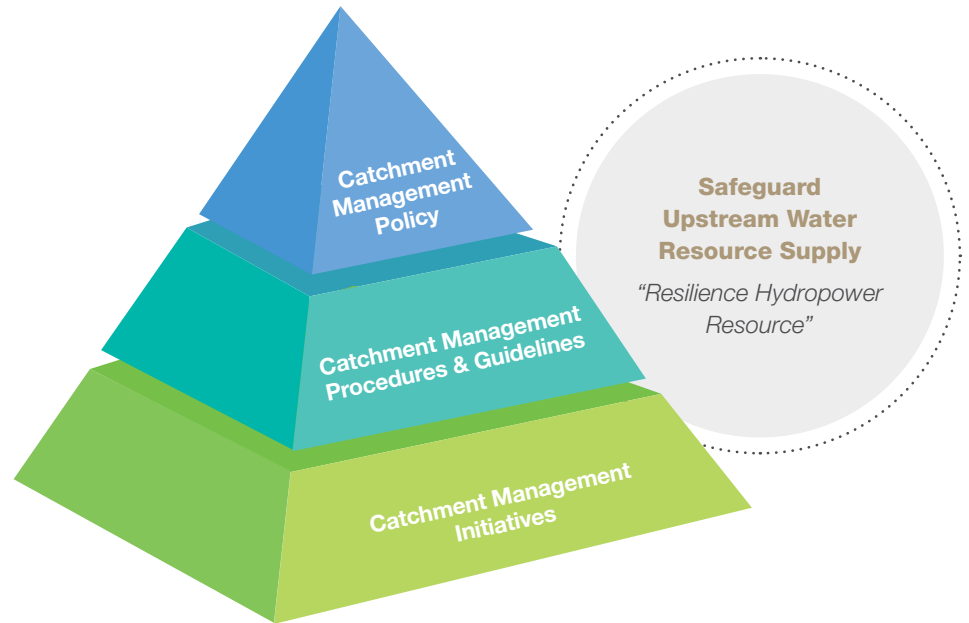 Catchment
Management
Policy
Catchment Management
Procedures & Guidelines
Catchment Management
Initiatives
Safeguard
Upstream Water
Resource Supply
“Resilience Hydropower
Resource”